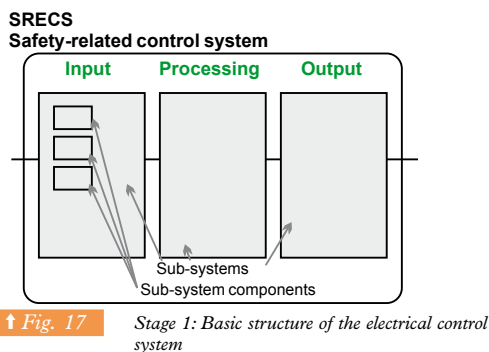 SRECS
Safety-related control system
Input Processing Output
Sub-systems
Sub-system components
Fig. 17 Stage 1: Basic structure of the electrical control
system